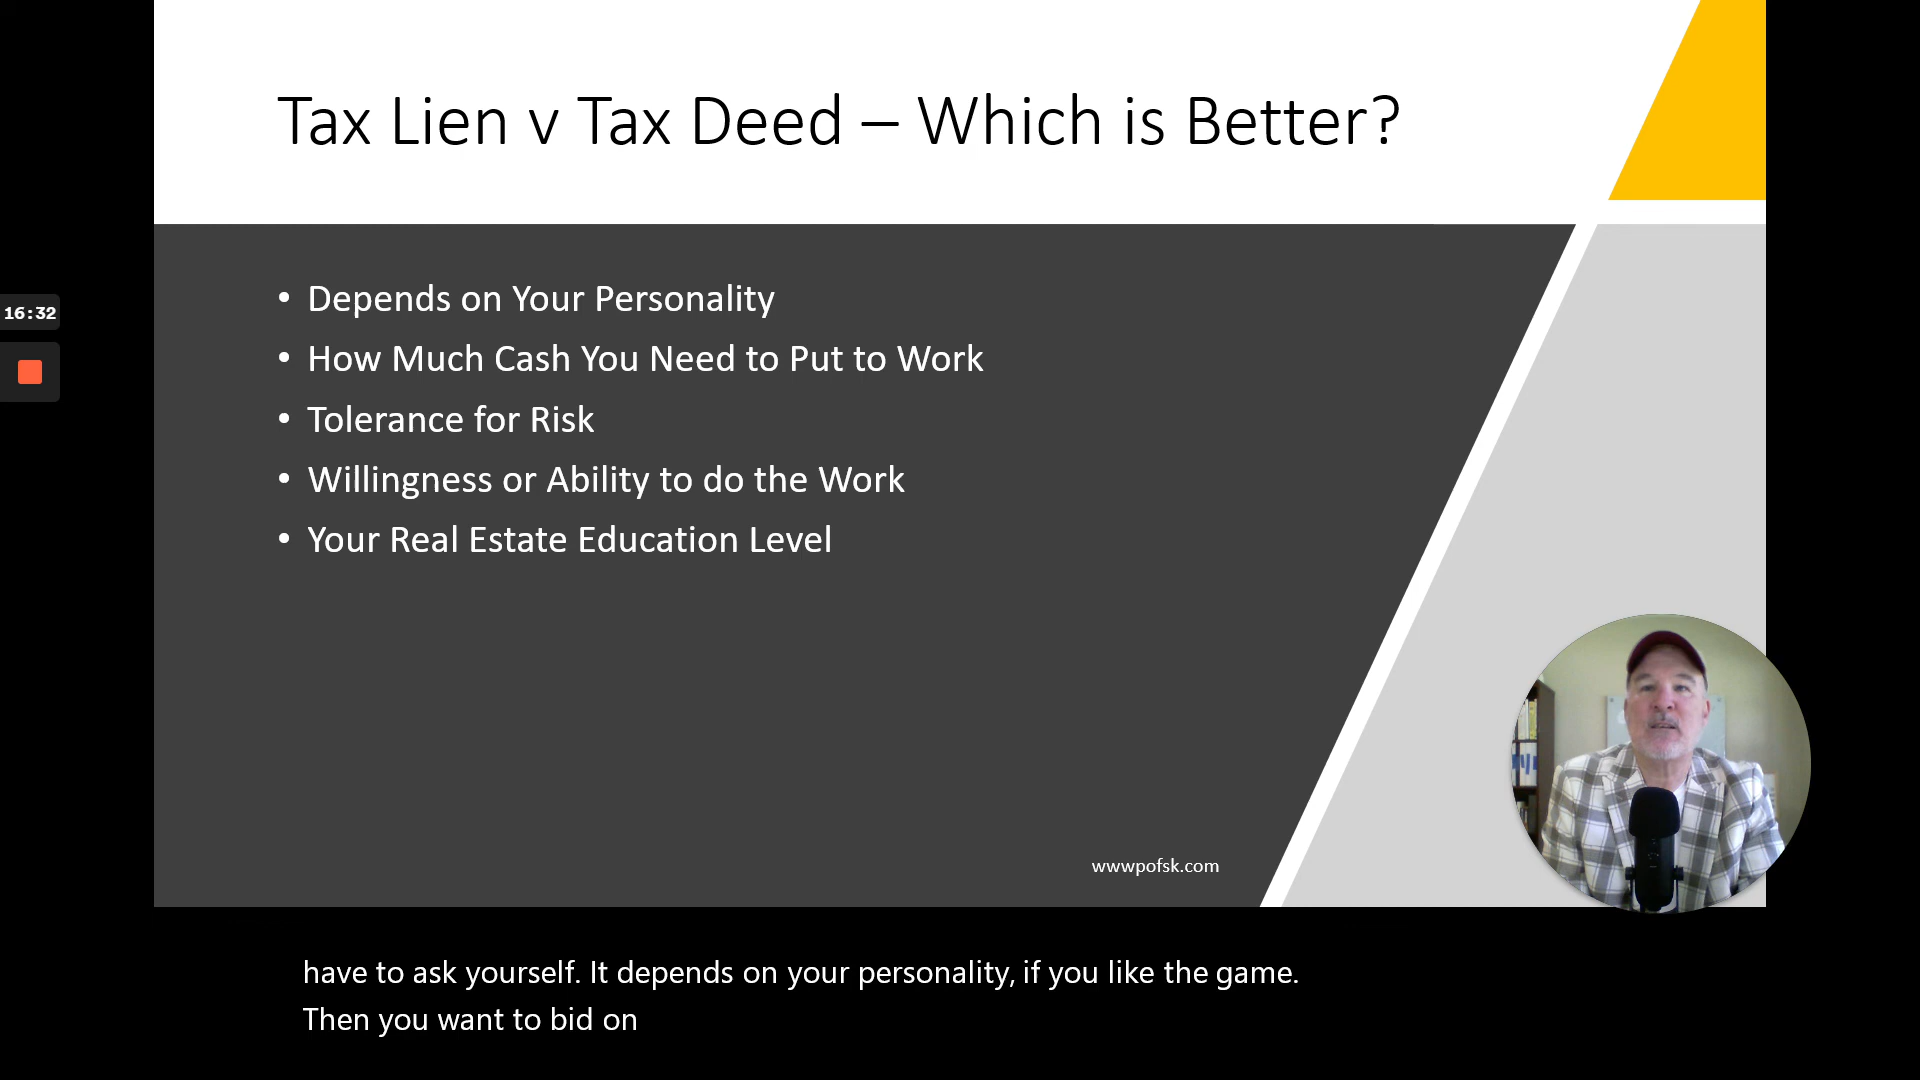 Tax Lien v Tax Deed – Which is Better?
16:32
• Depends on Your Personality
• How Much Cash You Need to Put to Work
• Tolerance for Risk
• Willingness or Ability to do the Work
• Your Real Estate Education Level
wwwpofsk.com
have to ask yourself. It depends on your personality, if you like the game.
Then you want to bid on